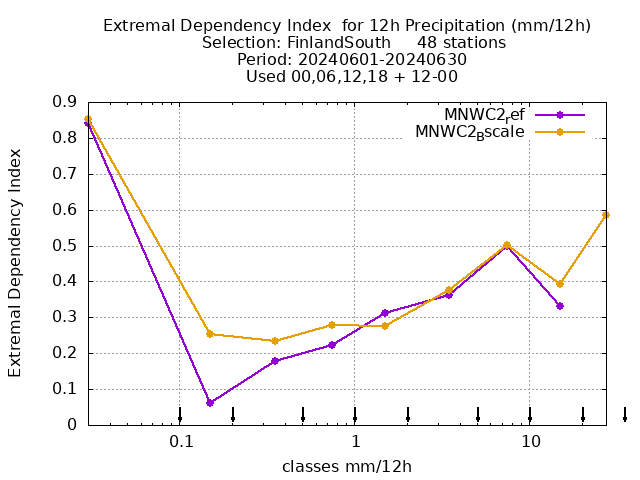 Extremal Dependency Index  for 12h Precipitation (mm/12h)
Selection: FinlandSouth     48 stations
Period: 20240601-20240630
Used 00,06,12,18 + 12-00
MNWC2ref
MNWC2Bscale
Extremal Dependency Index
0.9
0.8
0.7
0.6
0.5
0.4
0.3
0.2
0.1
0
0.1
1
10
classes mm/12h